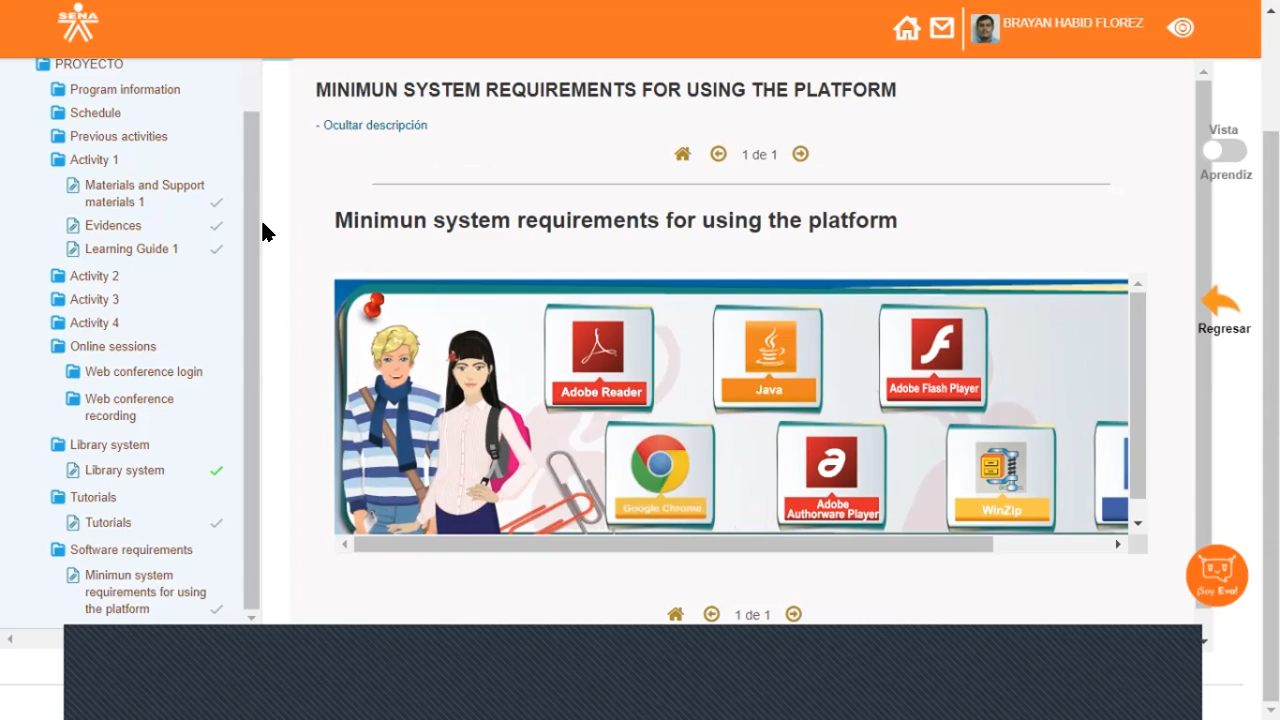 SENA
BRAYAN HABID FLOREZ
PROYECTO
Program information
Schedule
Previous activities
Activity 1
Materials and Support
materials 1
Evidences
Learning Guide 1
Activity 2
Activity 3
Activity 4
Online sessions
Web conference login
Web conference
recording
Library system
Library system
Tutorials
Tutorials
Software requirements
Minimun system
requirements for using
the platform
MINIMUN SYSTEM REQUIREMENTS FOR USING THE PLATFORM
- Ocultar descripción
1 de 1
Minimun system requirements for using the platform
Adobe Reader
Java
Adobe Flash Player
Google Chrome
Adobe
Authorware Player
WinZip
1 de 1
Vista
Aprendiz
Regresar
¡Soy Eva!